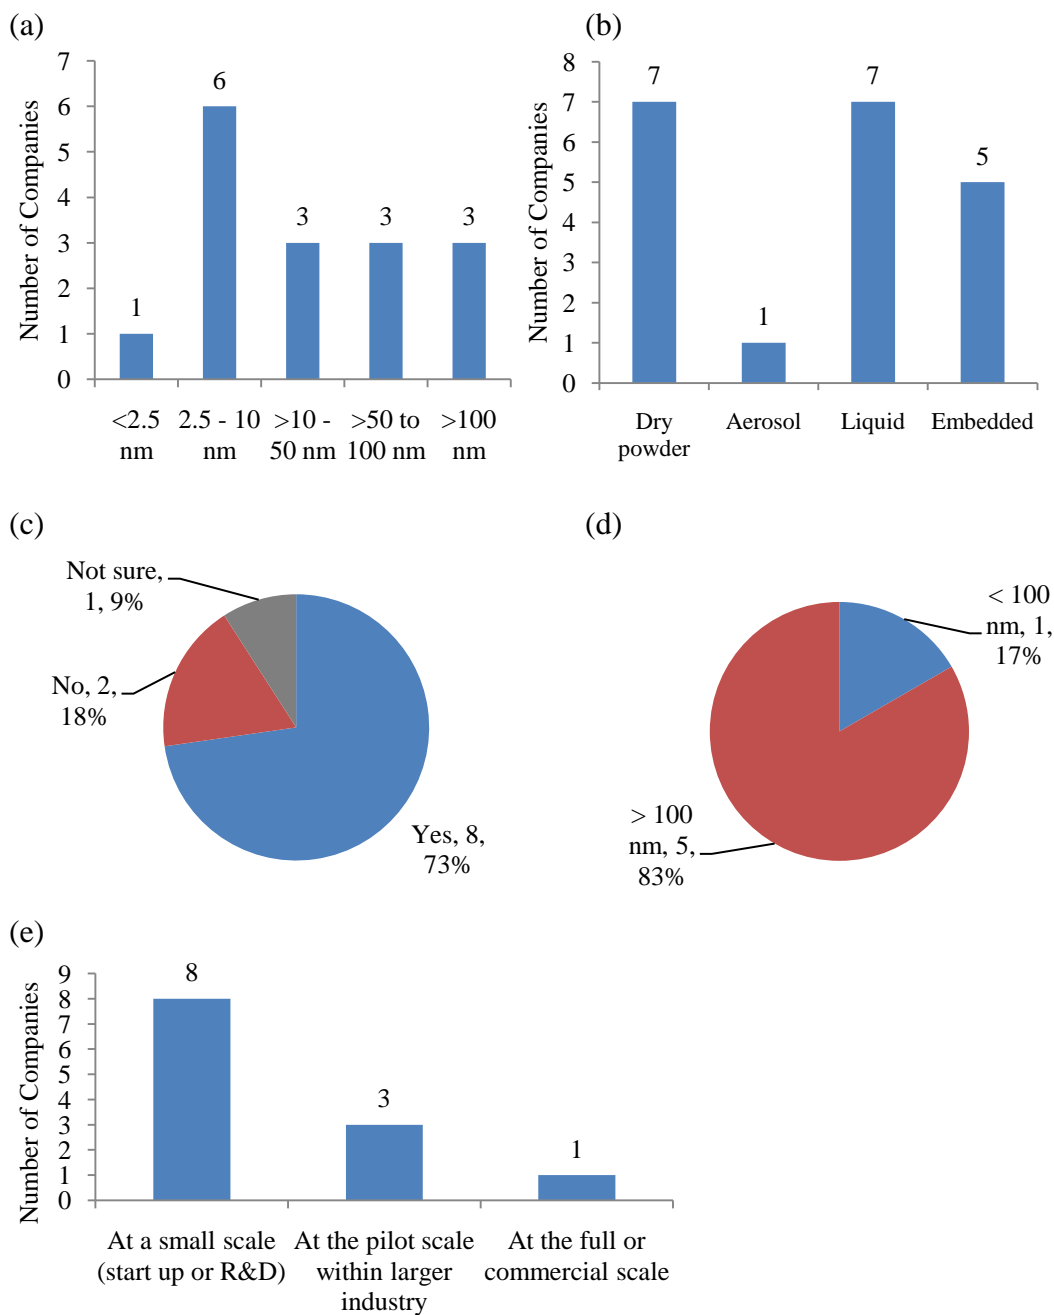 (a)
Number of Companies
7
6
5
4
3
2
1
0
1
6
3
3
3
<2.5
nm
2.5 - 10
nm
>10 -
50 nm
>50 to
100 nm
>100
nm
(b)
Number of Companies
8
7
6
5
4
3
2
1
0
7
1
7
5
Dry
powder
Aerosol
Liquid
Embedded
(c)
Not sure,
1, 9%
No, 2,
18%
Yes, 8,
73%
(d)
< 100
nm, 1,
17%
> 100
nm, 5,
83%
(e)
Number of Companies
9
8
7
6
5
4
3
2
1
0
8
3
1
At a small scale
(start up or R&D)
At the pilot scale
within larger
industry
At the full or
commercial scale